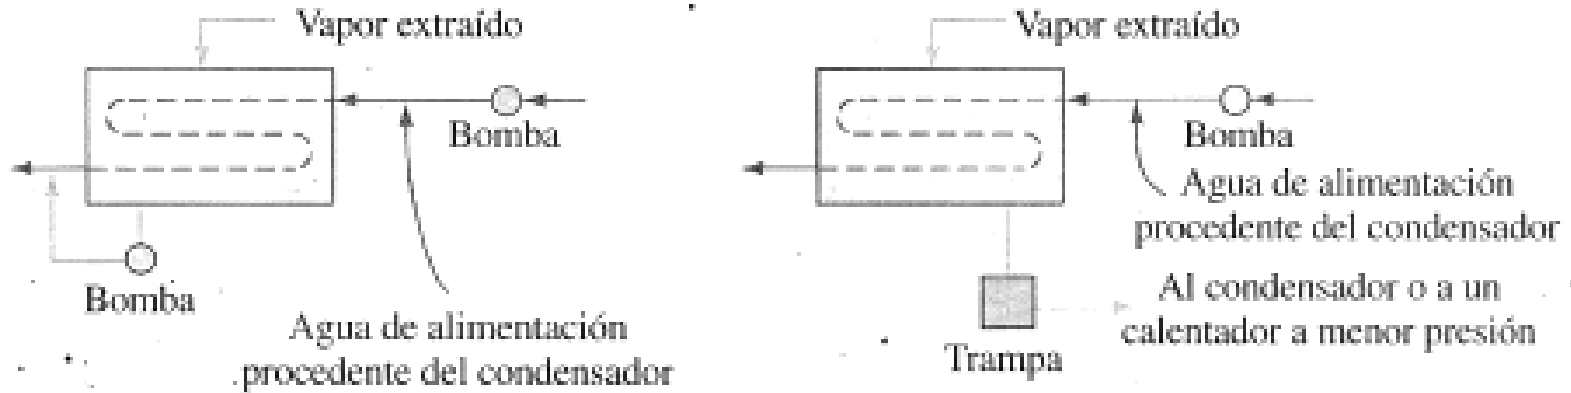 Vapor extraído
Bomba
Bomba
Agua de alimentación
procedente del condensador
Vapor extraído
Bomba
Agua de alimentación
procedente del condensador
Al condensador o a un
calentador a menor presión
Trampa